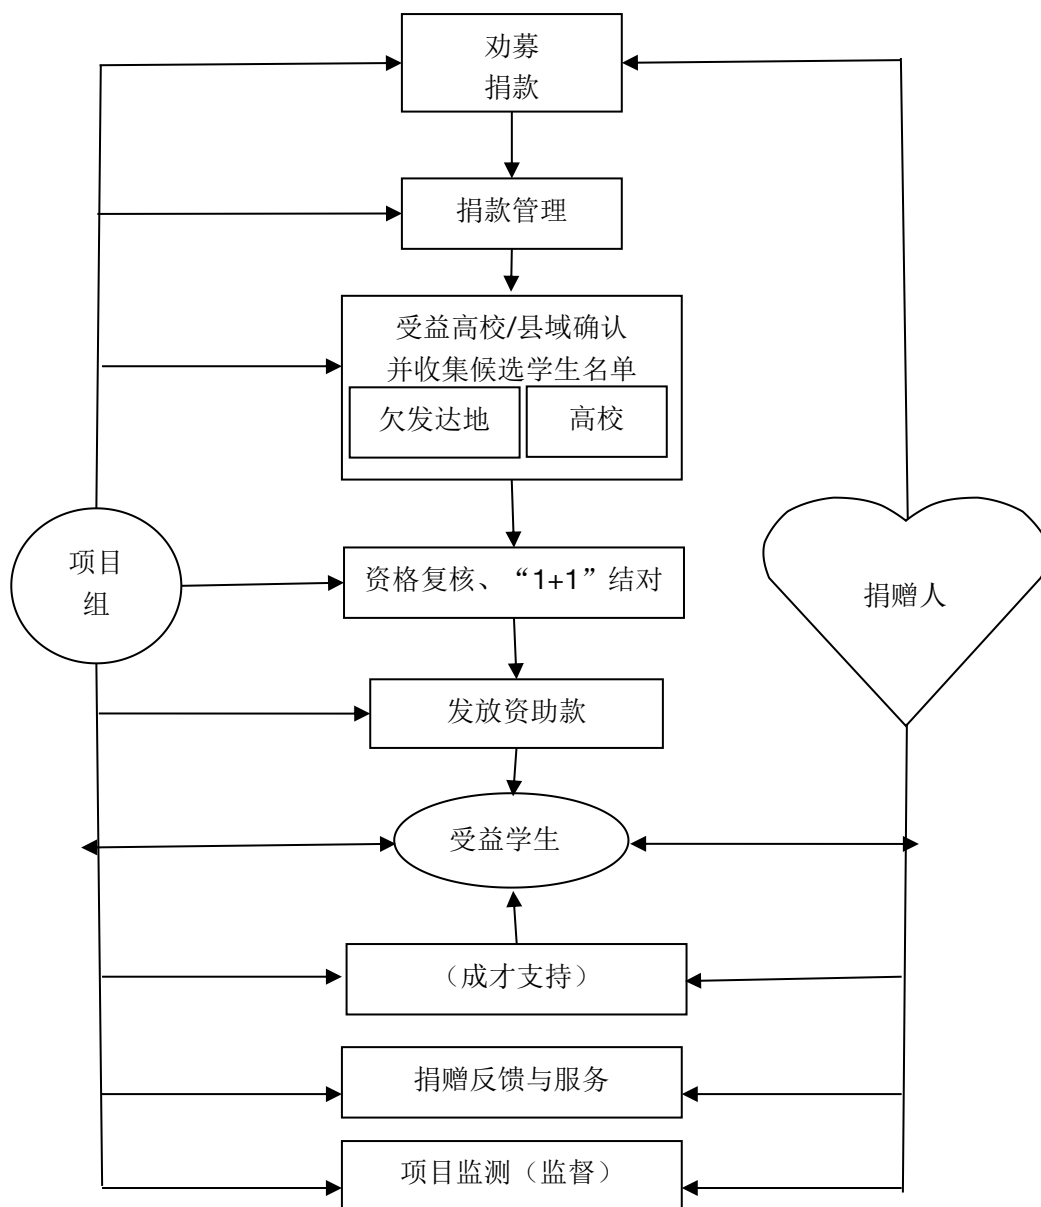 劝募
捐款
捐款管理
受益高校/县域确认
并收集候选学生名单
欠发达地
高校
项目
组
资格复核、“1+1”结对
捐赠人
发放资助款
受益学生
（成才支持）
捐赠反馈与服务
项目监测（监督）